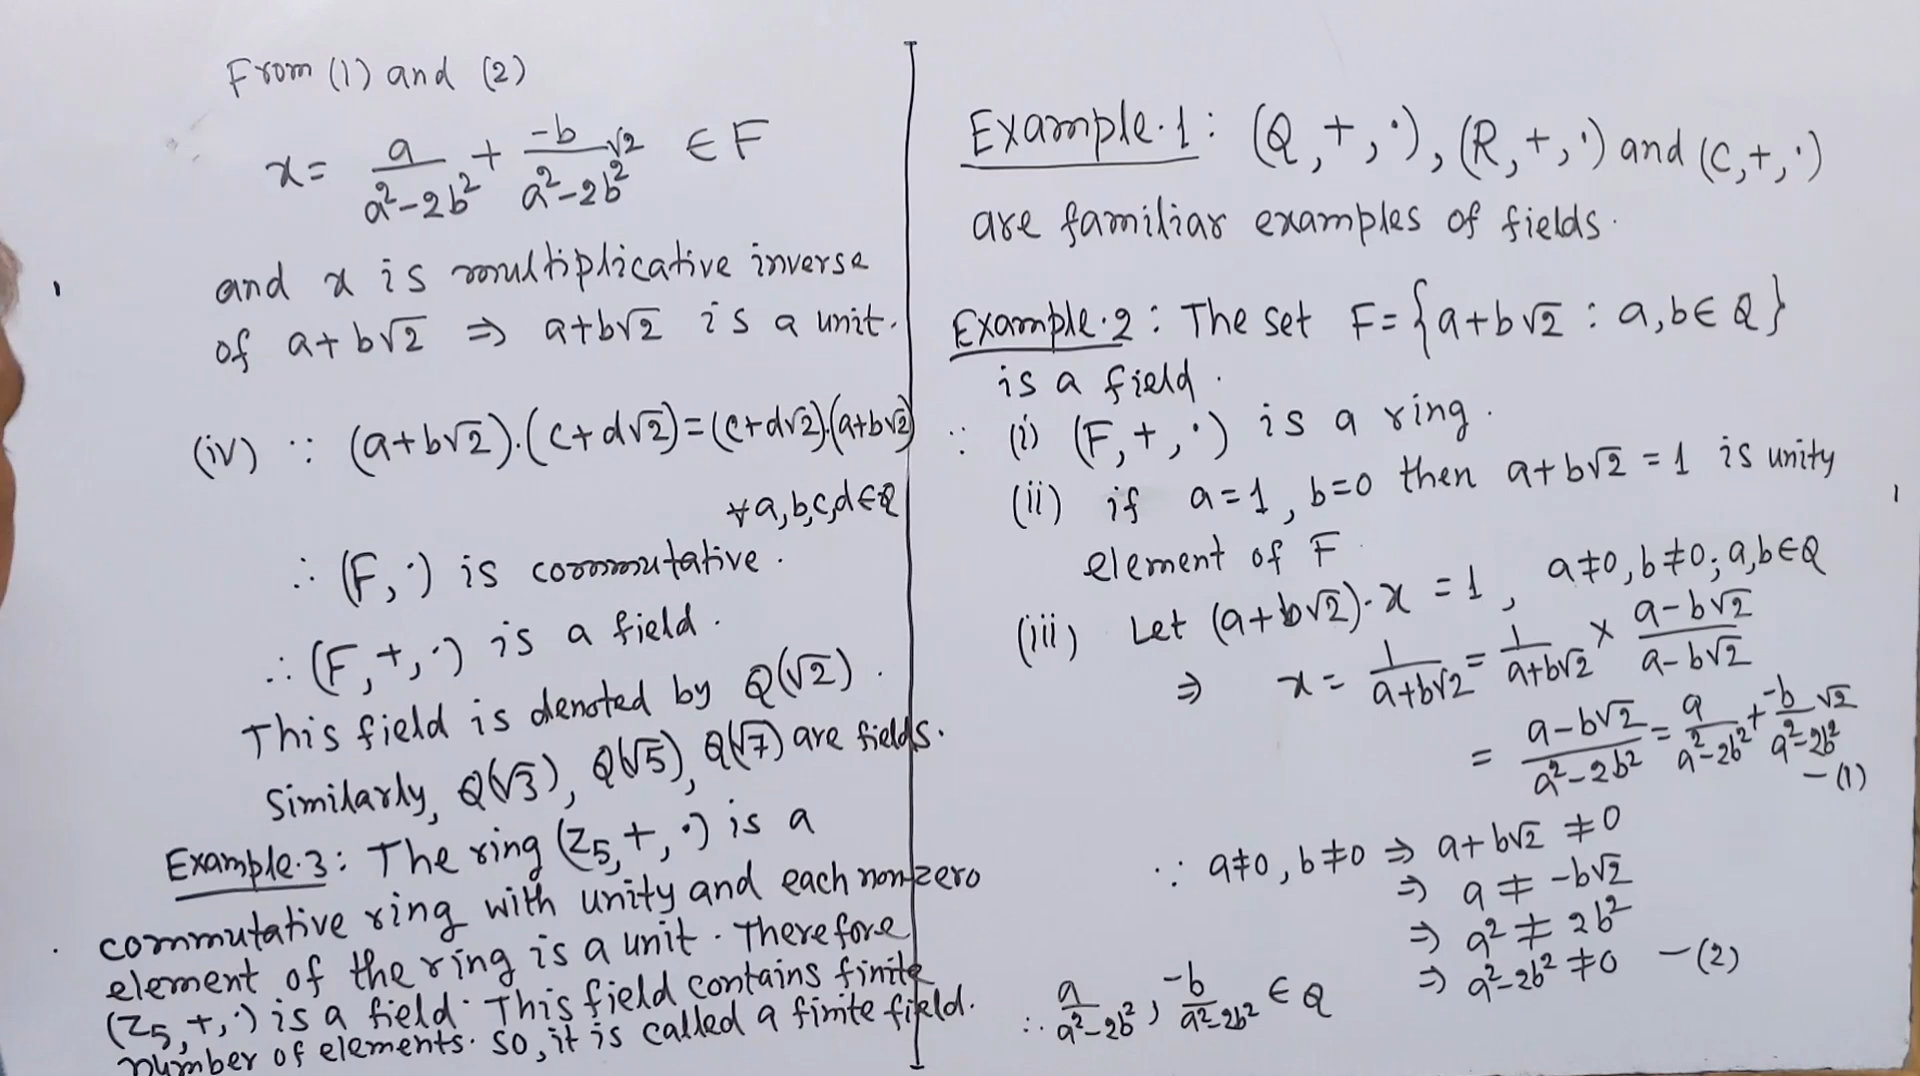 Example.1: (Q,+,·), (R,+,·) and (C,+,·)
are familiar examples of fields.
Example.2: The set F={a+b√2 : a,b∈Q}
is a field.
∵ (i) (F,+,·) is a ring.
(ii) if a=1, b=0 then a+b√2=1 is unity
element of F
(iii) Let (a+b√2)·x=1, a≠0, b≠0; a,b∈Q
⇒ x = 1/(a+b√2) = 1/(a+b√2) × (a-b√2)/(a-b√2)
= (a-b√2)/(a²-2b²) = a/(a²-2b²) + -b/(a²-2b²) √2
-(1)
∵ a≠0, b≠0 ⇒ a+b√2 ≠0
⇒ a ≠ -b√2
⇒ a² ≠ 2b²
⇒ a²-2b² ≠0 -(2)
∴ a/(a²-2b²), -b/(a²-2b²) ∈ Q
From (1) and (2)
x= a/(a²-2b²) + -b/(a²-2b²) √2 ∈ F
and x is multiplicative inverse
of a+b√2 ⇒ a+b√2 is a unit.
(iv) ∵ (a+b√2)·(c+d√2)=(c+d√2)·(a+b√2)
∀a,b,c,d∈Q
∴ (F,·) is commutative.
∴ (F,+,·) is a field.
This field is denoted by Q(√2).
Similarly, Q(√3), Q(√5), Q(√7) are fields.
Example.3: The ring (Z₅,+,·) is a
commutative ring with unity and each nonzero
element of the ring is a unit. Therefore
(Z₅,+,·) is a field. This field contains finite
number of elements. So, it is called a finite field.